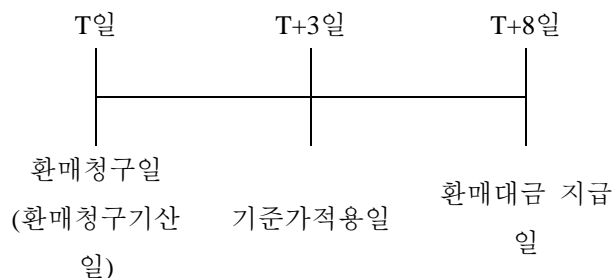 T일
T+3일
T+8일
환매청구일
(환매청구기산
일)
기준가적용일
환매대금 지급
일